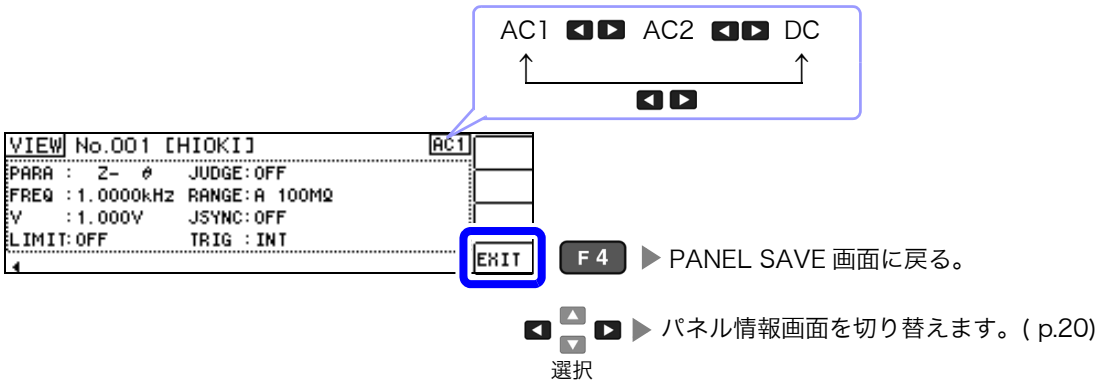 AC1 ◀▶ AC2 ◀▶ DC
◀▶
VIEW No.001 [HIOKI] AC1
PARA : Z- θ JUDGE:OFF
FREQ :1.0000kHz RANGE:A 100MΩ
V :1.000V JSYNC:OFF
LIMIT:OFF TRIG :INT
EXIT
F4 ▶ PANEL SAVE 画面に戻る。
◀ ▲ ▼ ▶ ▶ パネル情報画面を切り替えます。( p.20)
選択